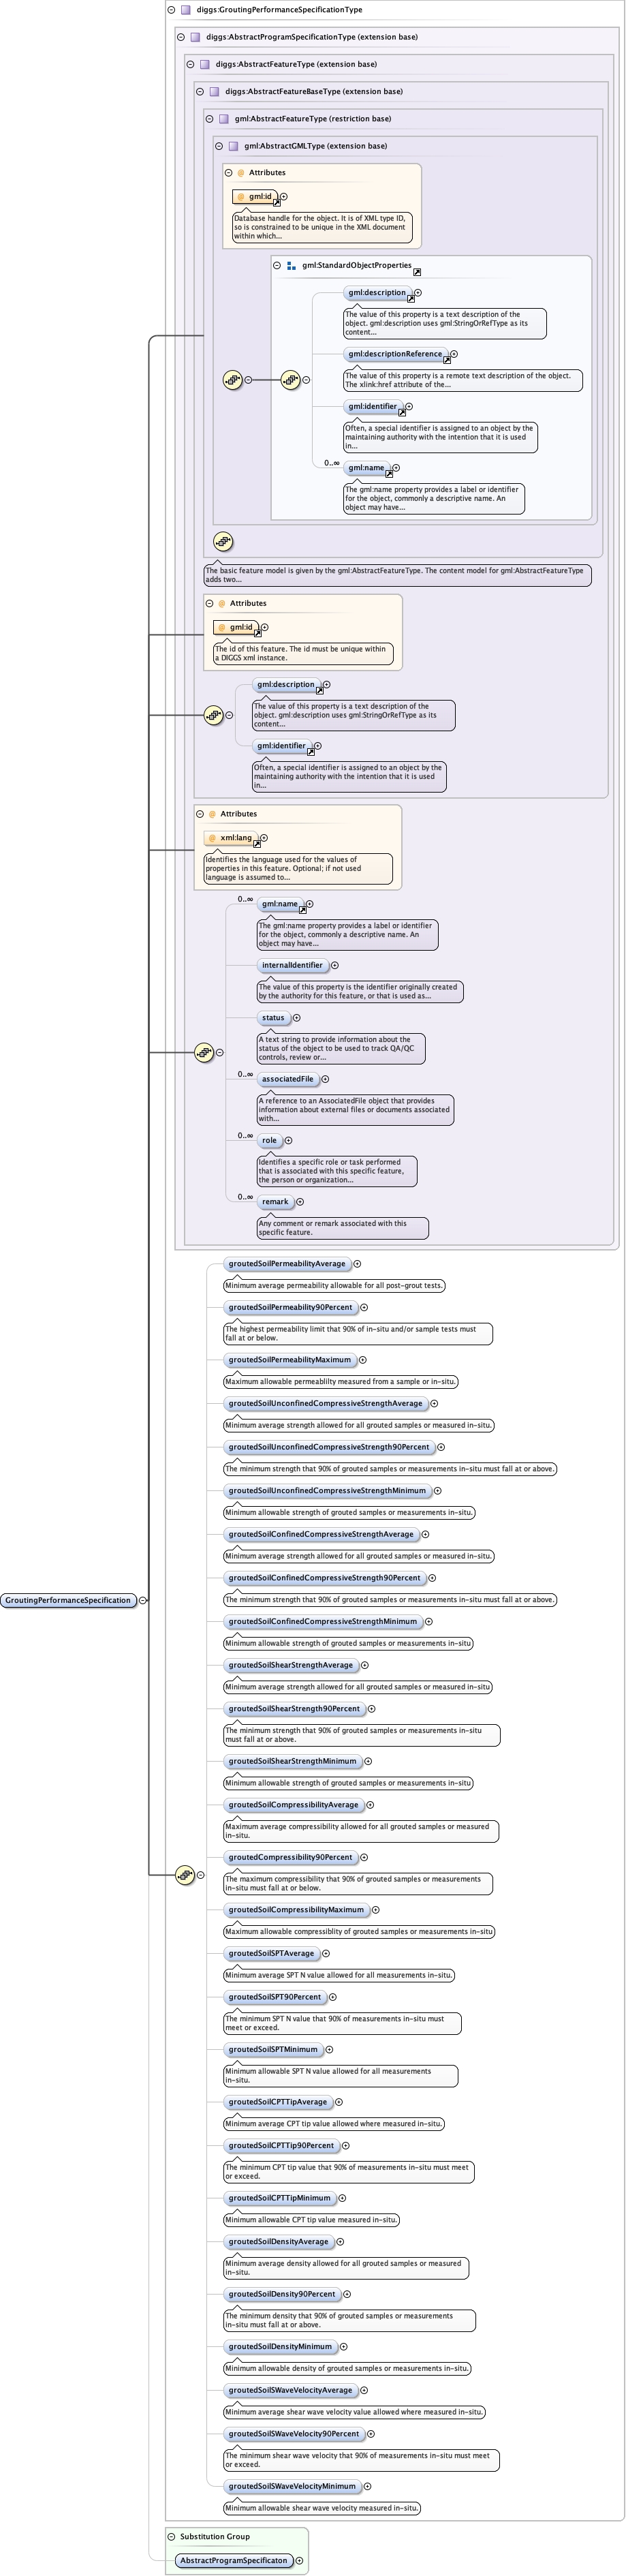 diggs:GroutingPerformanceSpecificationType
diggs:AbstractProgramSpecificationType (extension base)
diggs:AbstractFeatureType (extension base)
diggs:AbstractFeatureBaseType (extension base)
gml:AbstractFeatureType (restriction base)
gml:AbstractGMLType (extension base)
@ Attributes
@ gml:id
Database handle for the object. It is of XML type ID,
so is constrained to be unique in the XML document
within which...
gml:StandardObjectProperties
gml:description
The value of this property is a text description of the
object. gml:description uses gml:StringOrRefType as its
content...
gml:descriptionReference
The value of this property is a remote text description of the object.
The xlink:href attribute of the...
gml:identifier
Often, a special identifier is assigned to an object by the
maintaining authority with the intention that it is used
in...
0..∞
gml:name
The gml:name property provides a label or identifier
for the object, commonly a descriptive name. An
object may have...
The basic feature model is given by the gml:AbstractFeatureType. The content model for gml:AbstractFeatureType
adds two...
@ Attributes
@ gml:id
The id of this feature. The id must be unique within
a DIGGS xml instance.
gml:description
The value of this property is a text description of the
object. gml:description uses gml:StringOrRefType as its
content...
gml:identifier
Often, a special identifier is assigned to an object by the
maintaining authority with the intention that it is used
in...
@ Attributes
@ xml:lang
Identifies the language used for the values of
properties in this feature. Optional; if not used
language is assumed to...
0..∞
gml:name
The gml:name property provides a label or identifier
for the object, commonly a descriptive name. An
object may have...
internalIdentifier
The value of this property is the identifier originally created
by the authority for this feature, or that is used as...
status
A text string to provide information about the
status of the object to be used to track QA/QC
controls, review or...
0..∞
associatedFile
A reference to an AssociatedFile object that provides
information about external files or documents associated
with...
0..∞
role
Identifies a specific role or task performed
that is associated with this specific feature,
the person or organization...
0..∞
remark
Any comment or remark associated with this
specific feature.
groutedSoilPermeabilityAverage
Minimum average permeability allowable for all post-grout tests.
groutedSoilPermeability90Percent
The highest permeability limit that 90% of in-situ and/or sample tests must
fall at or below.
groutedSoilPermeabilityMaximum
Maximum allowable permeablilty measured from a sample or in-situ.
groutedSoilUnconfinedCompressiveStrengthAverage
Minimum average strength allowed for all grouted samples or measured in-situ.
groutedSoilUnconfinedCompressiveStrength90Percent
The minimum strength that 90% of grouted samples or measurements in-situ must fall at or above.
groutedSoilUnconfinedCompressiveStrengthMinimum
Minimum allowable strength of grouted samples or measurements in-situ.
groutedSoilConfinedCompressiveStrengthAverage
Minimum average strength allowed for all grouted samples or measured in-situ.
groutedSoilConfinedCompressiveStrength90Percent
The minimum strength that 90% of grouted samples or measurements in-situ must fall at or above.
GroutingPerformanceSpecification
groutedSoilConfinedCompressiveStrengthMinimum
Minimum allowable strength of grouted samples or measurements in-situ
groutedSoilShearStrengthAverage
Minimum average strength allowed for all grouted samples or measured in-situ
groutedSoilShearStrength90Percent
The minimum strength that 90% of grouted samples or measurements in-situ
must fall at or above.
groutedSoilShearStrengthMinimum
Minimum allowable strength of grouted samples or measurements in-situ
groutedSoilCompressibilityAverage
Maximum average compressibility allowed for all grouted samples or measured
in-situ.
groutedCompressibility90Percent
The maximum compressibility that 90% of grouted samples or measurements
in-situ must fall at or below.
groutedSoilCompressibilityMaximum
Maximum allowable compressiblity of grouted samples or measurements in-situ
groutedSoilSPTAverage
Minimum average SPT N value allowed for all measurements in-situ.
groutedSoilSPT90Percent
The minimum SPT N value that 90% of measurements in-situ must
meet or exceed.
groutedSoilSPTMinimum
Minimum allowable SPT N value allowed for all measurements
in-situ.
groutedSoilCPTTipAverage
Minimum average CPT tip value allowed where measured in-situ.
groutedSoilCPTTip90Percent
The minimum CPT tip value that 90% of measurements in-situ must meet
or exceed.
groutedSoilCPTTipMinimum
Minimum allowable CPT tip value measured in-situ.
groutedSoilDensityAverage
Minimum average density allowed for all grouted samples or measured
in-situ.
groutedSoilDensity90Percent
The minimum density that 90% of grouted samples or measurements
in-situ must fall at or above.
groutedSoilDensityMinimum
Minimum allowable density of grouted samples or measurements in-situ.
groutedSoilSWaveVelocityAverage
Minimum average shear wave velocity value allowed where measured in-situ.
groutedSoilSWaveVelocity90Percent
The minimum shear wave velocity that 90% of measurements in-situ must meet
or exceed.
groutedSoilSWaveVelocityMinimum
Minimum allowable shear wave velocity measured in-situ.
Substitution Group
AbstractProgramSpecificaton